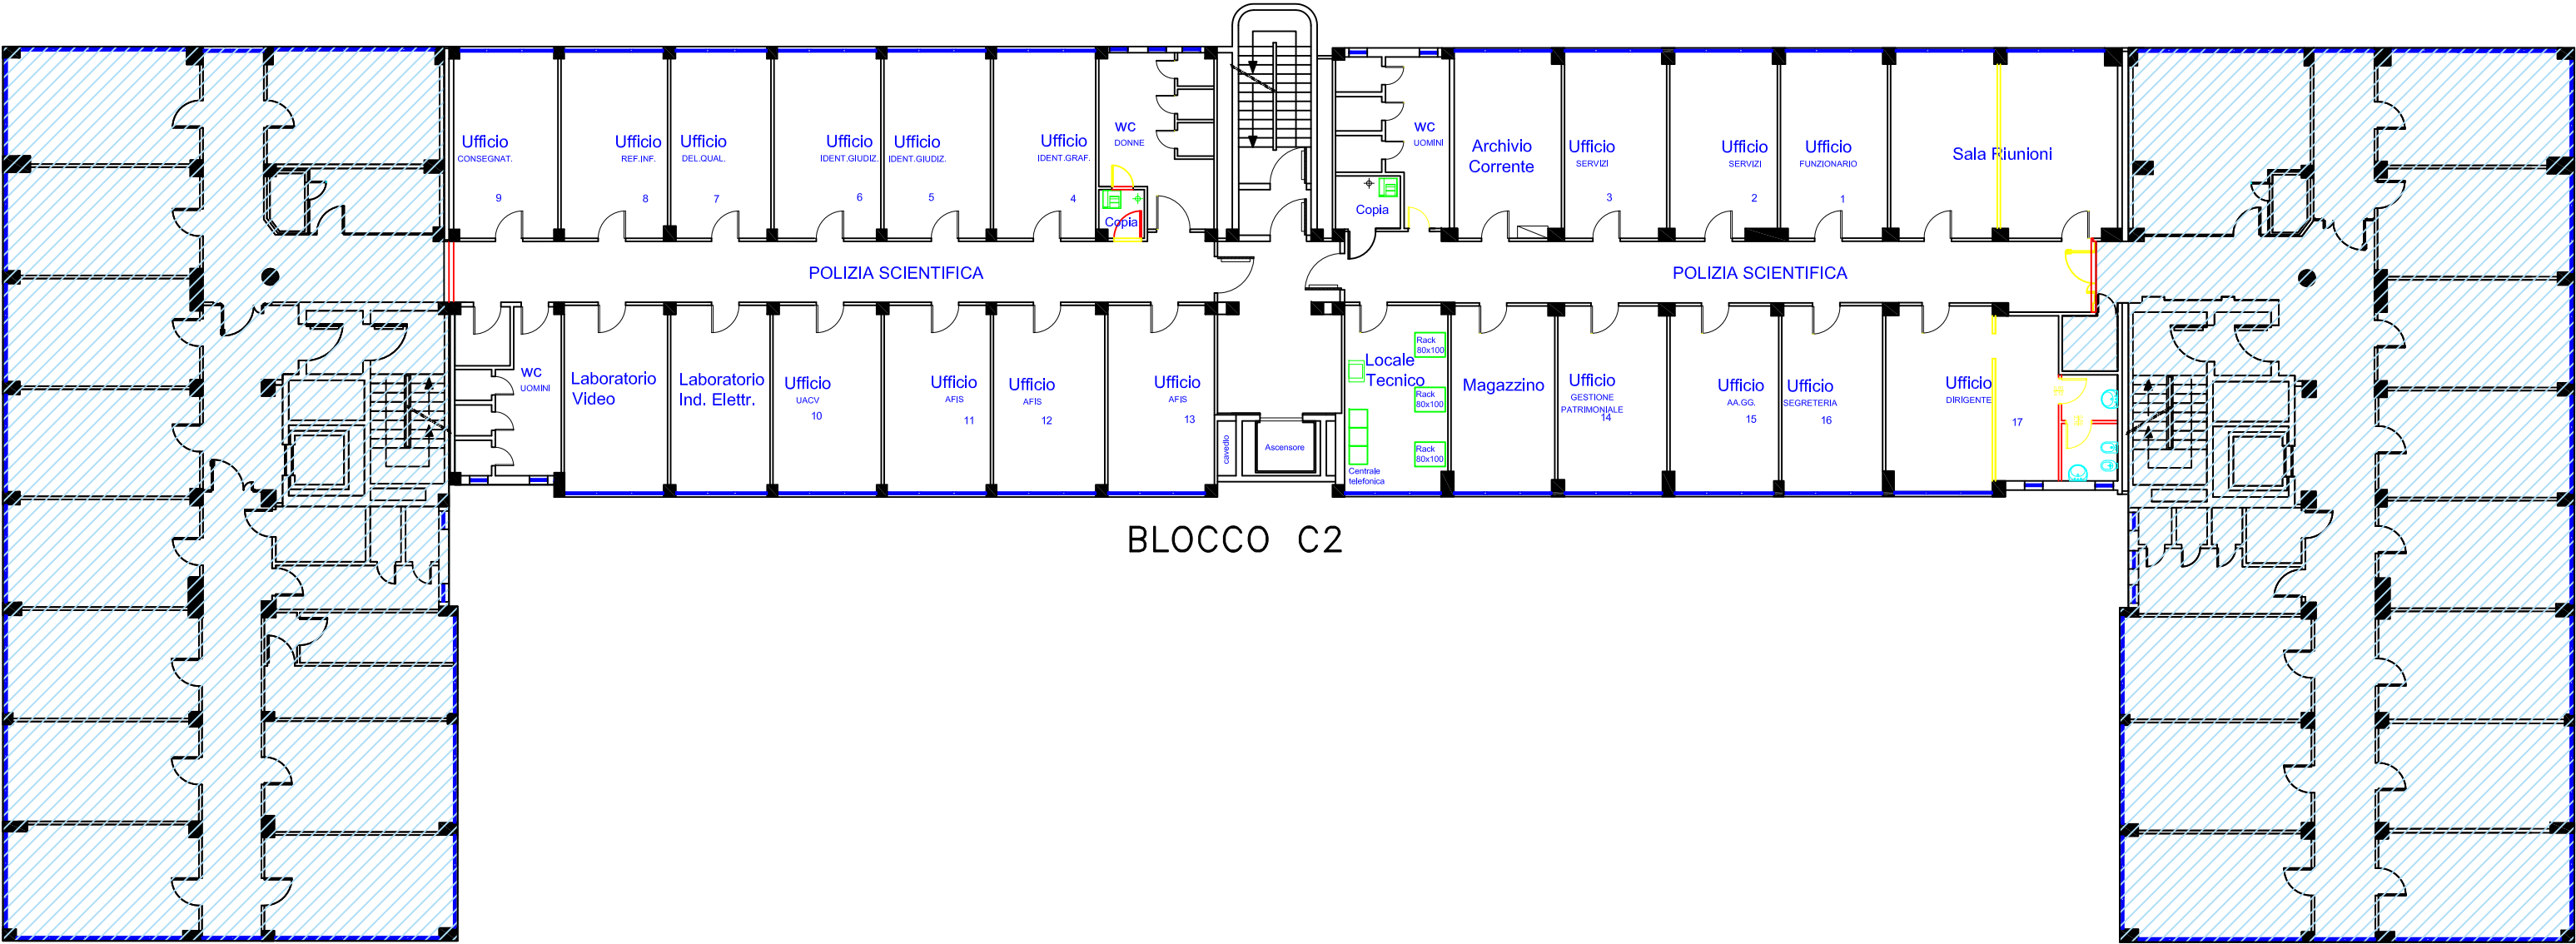 Ufficio
CONSEGNAT.
9
Ufficio
REF.INF.
8
Ufficio
DEL.QUAL.
7
Ufficio
IDENT.GIUDIZ.
6
Ufficio
IDENT.GIUDIZ.
5
Ufficio
IDENT.GRAF.
4
WC
DONNE
Copia
WC
UOMINI
Copia
Archivio
Corrente
Ufficio
SERVIZI
3
Ufficio
SERVIZI
2
Ufficio
FUNZIONARIO
1
Sala Riunioni
POLIZIA SCIENTIFICA
POLIZIA SCIENTIFICA
WC
UOMINI
Laboratorio
Video
Laboratorio
Ind. Elettr.
Ufficio
UACV
10
Ufficio
AFIS
11
Ufficio
AFIS
12
Ufficio
AFIS
13
cavedio
Ascensore
Locale
Tecnico
Rack
80x100
Rack
80x100
Rack
80x100
Centrale
telefonica
Magazzino
Ufficio
GESTIONE
PATRIMONIALE
14
Ufficio
AA.GG.
15
Ufficio
SEGRETERIA
16
Ufficio
DIRIGENTE
17
BLOCCO C2